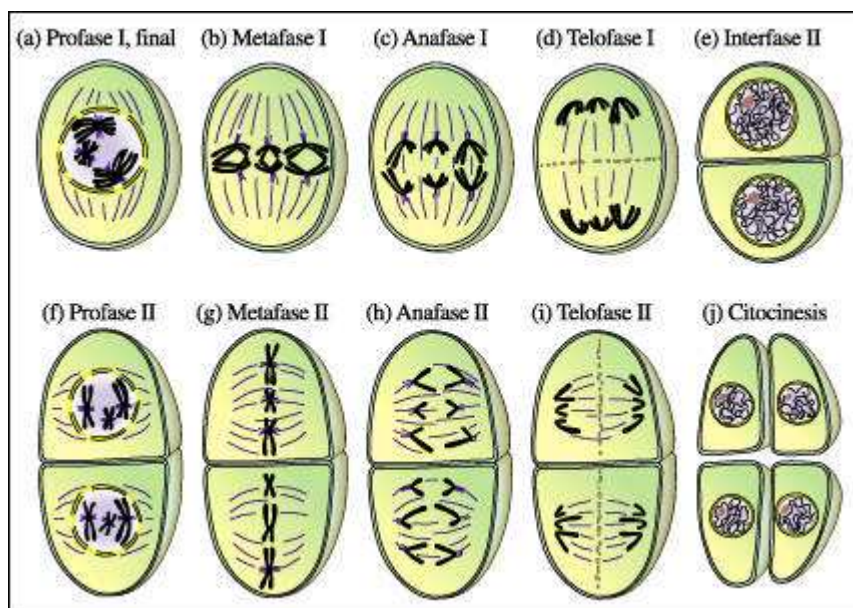 (a) Profase I, final
(b) Metafase I
(c) Anafase I
(d) Telofase I
(e) Interfase II
(f) Profase II
(g) Metafase II
(h) Anafase II
(i) Telofase II
(j) Citocinesis